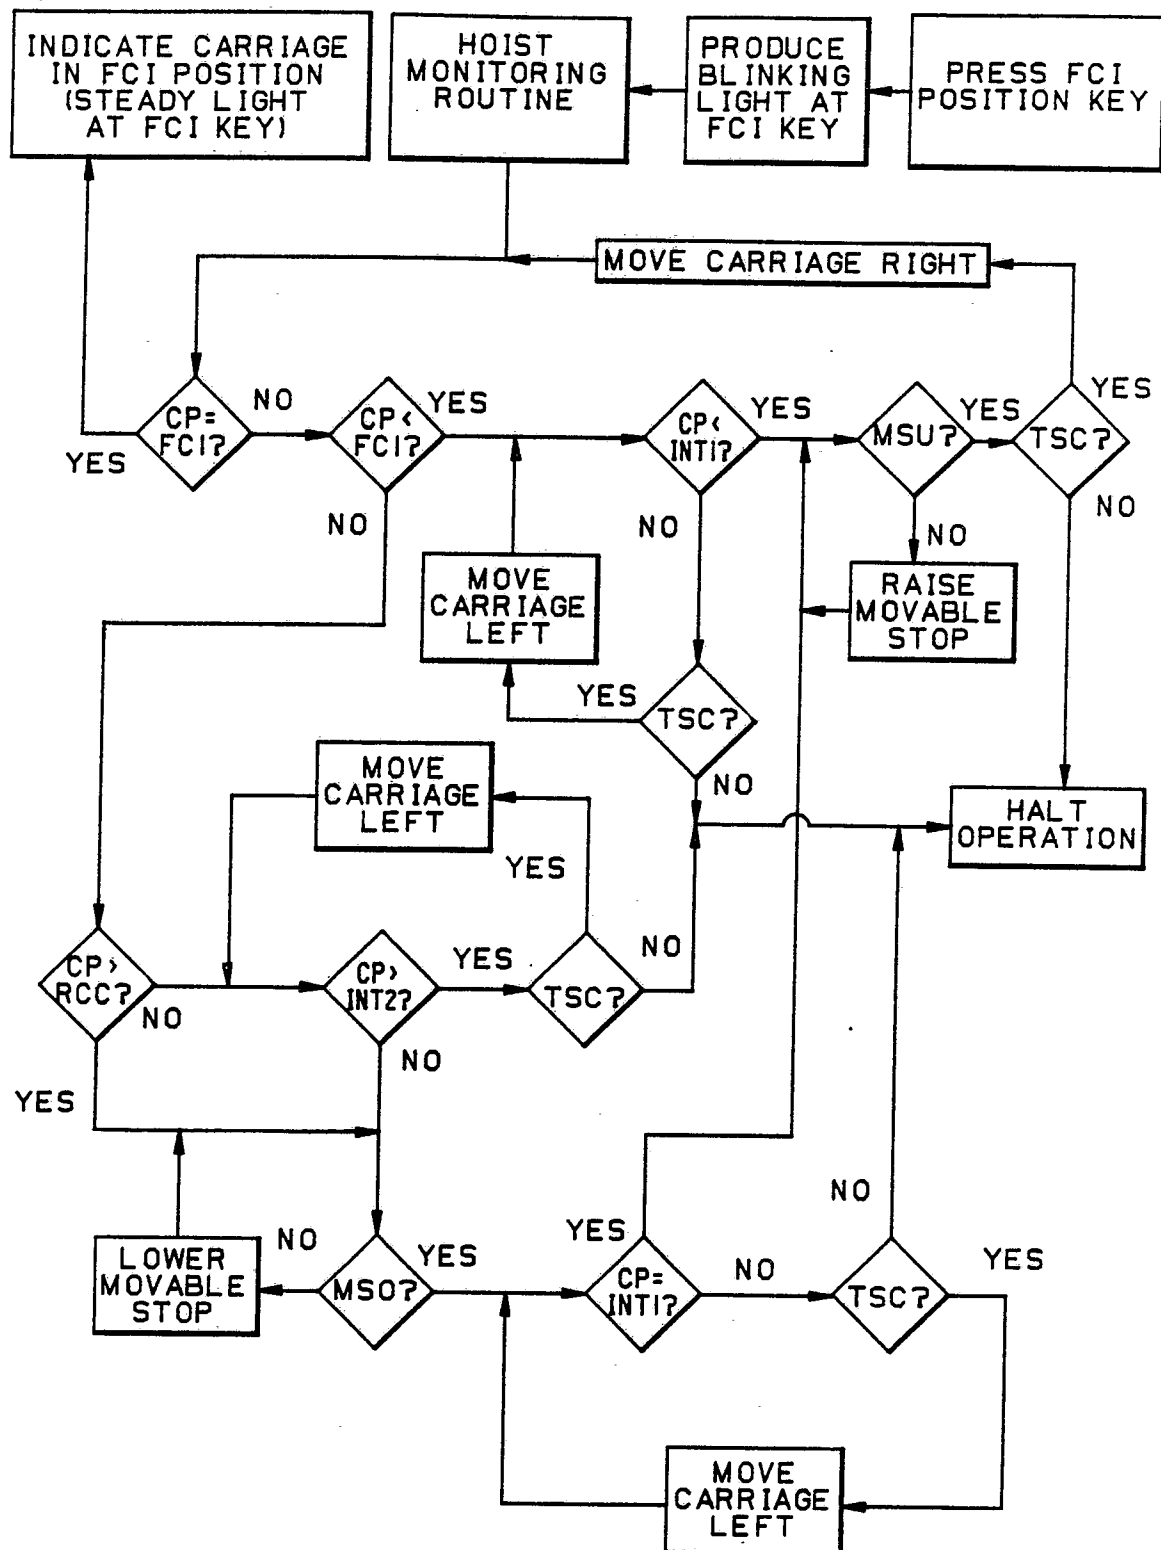 INDICATE CARRIAGE
IN FCI POSITION
(STEADY LIGHT
AT FCI KEY)
HOIST
MONITORING
ROUTINE
PRODUCE
BLINKING
LIGHT AT
FCI KEY
PRESS FCI
POSITION KEY
MOVE CARRIAGE RIGHT
CP=
FCI?
YES
NO
CP<
FCI?
YES
NO
CP<
INT1?
YES
NO
MSU?
YES
NO
TSC?
YES
NO
MOVE
CARRIAGE
LEFT
RAISE
MOVABLE
STOP
YES
TSC?
NO
MOVE
CARRIAGE
LEFT
HALT
OPERATION
YES
CP>
RCC?
NO
YES
CP>
INT2?
YES
NO
TSC?
NO
LOWER
MOVABLE
STOP
NO
MSO?
YES
YES
CP=
INT1?
NO
NO
TSC?
YES
MOVE
CARRIAGE
LEFT